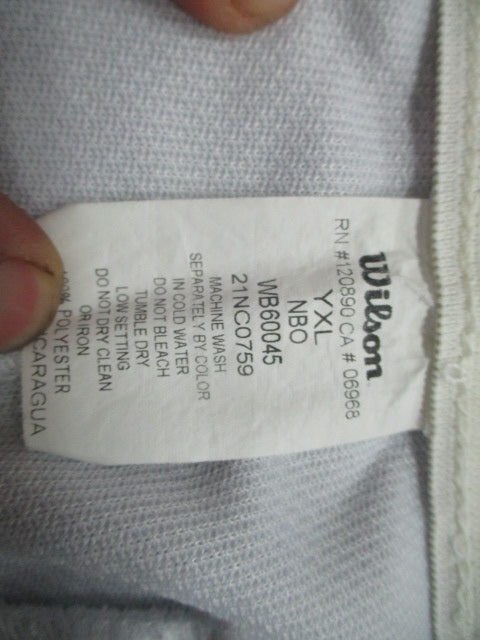 Wilson
RN #120890 CA # 06968
YXL
NBO
WB60045
21NC0759
MACHINE WASH
SEPARATELY BY COLOR
IN COLD WATER
DO NOT BLEACH
TUMBLE DRY
LOW SETTING
DO NOT DRY CLEAN
OR IRON
POLYESTER